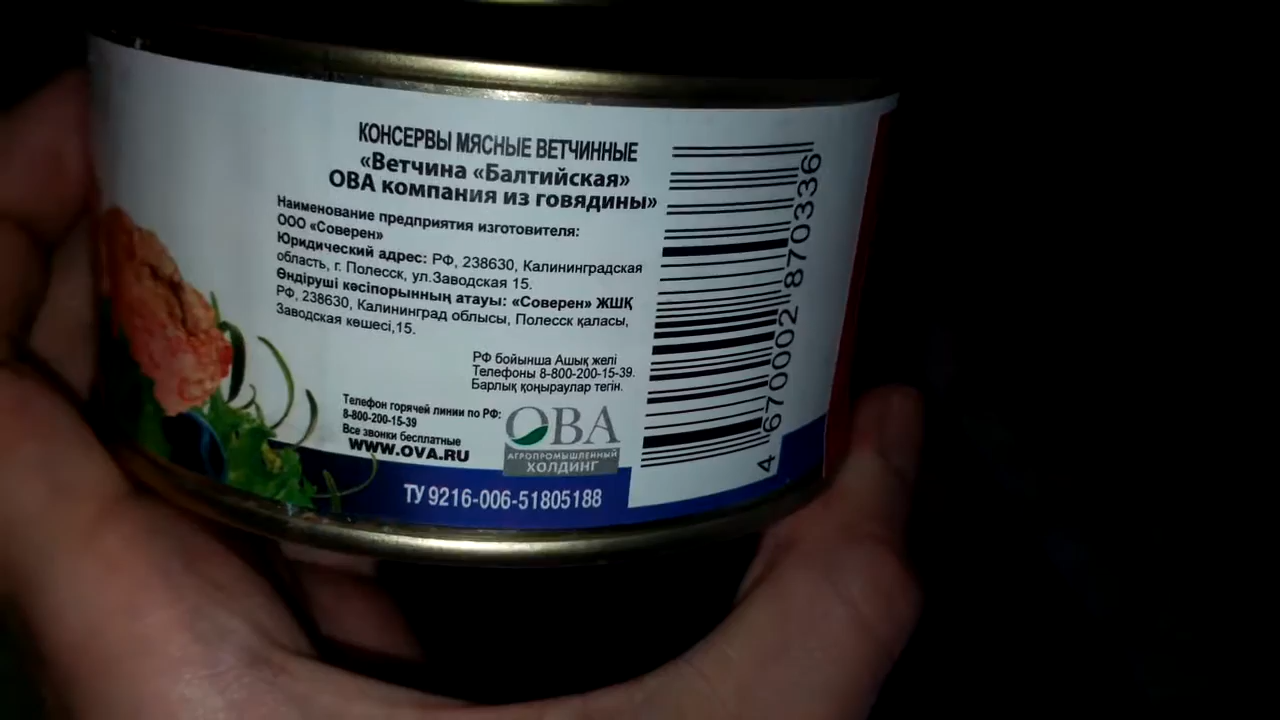 КОНСЕРВЫ МЯСНЫЕ ВЕТЧИННЫЕ
«Ветчина «Балтийская»
ОВА компания из говядины»
Наименование предприятия изготовителя:
ООО «Соверен»
Юридический адрес: РФ, 238630, Калининградская
область, г. Полесск, ул.Заводская 15.
Өндіруші кәсіпорынның атауы: «Соверен» ЖШҚ
РФ, 238630, Калининград облысы, Полесск қаласы,
Заводская көшесі,15.
РФ бойынша Ашық желі
Телефоны 8-800-200-15-39.
Барлық қоңыраулар тегін.
Телефон горячей линии по РФ:
8-800-200-15-39
Все звонки бесплатные
WWW.OVA.RU
ОВА
АГРОПРОМЫШЛЕННЫЙ
ХОЛДИНГ
ТУ 9216-006-51805188
4 670002 870336